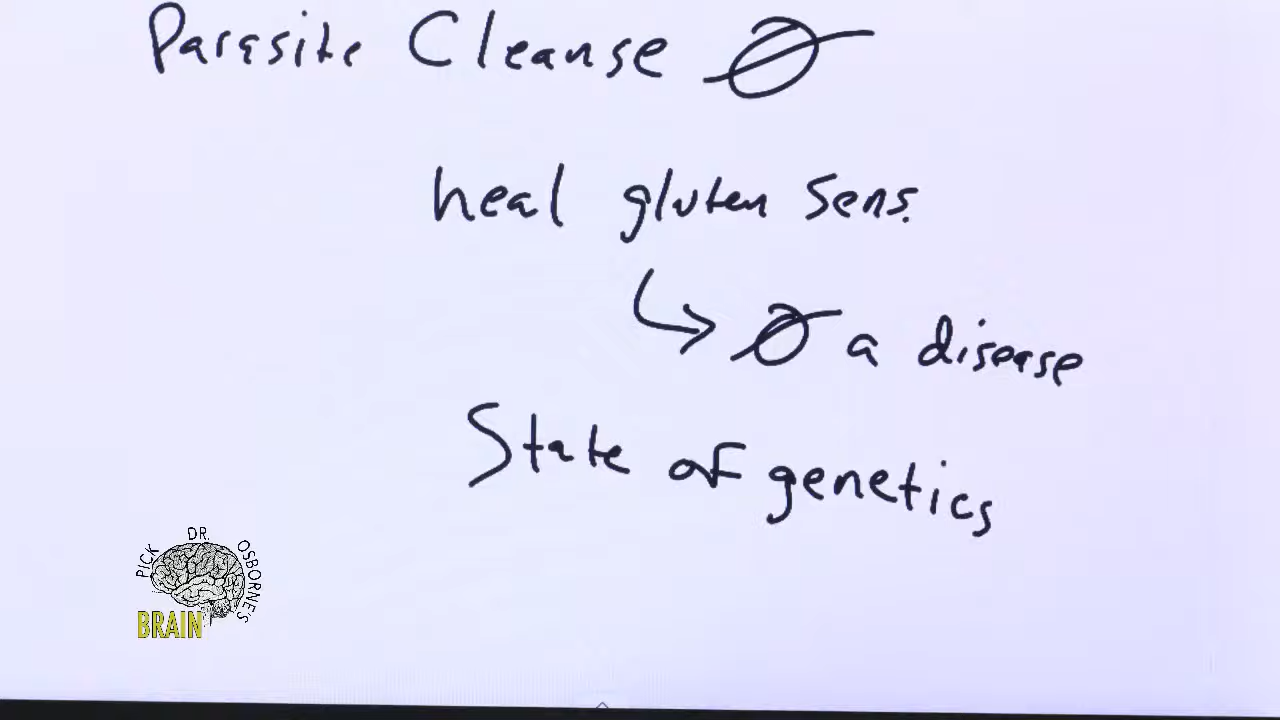 Parasite Cleanse Ø
heal gluten sens.
↳ Ø a disease
State of genetics
PICK DR. OSBORNE'S
BRAIN